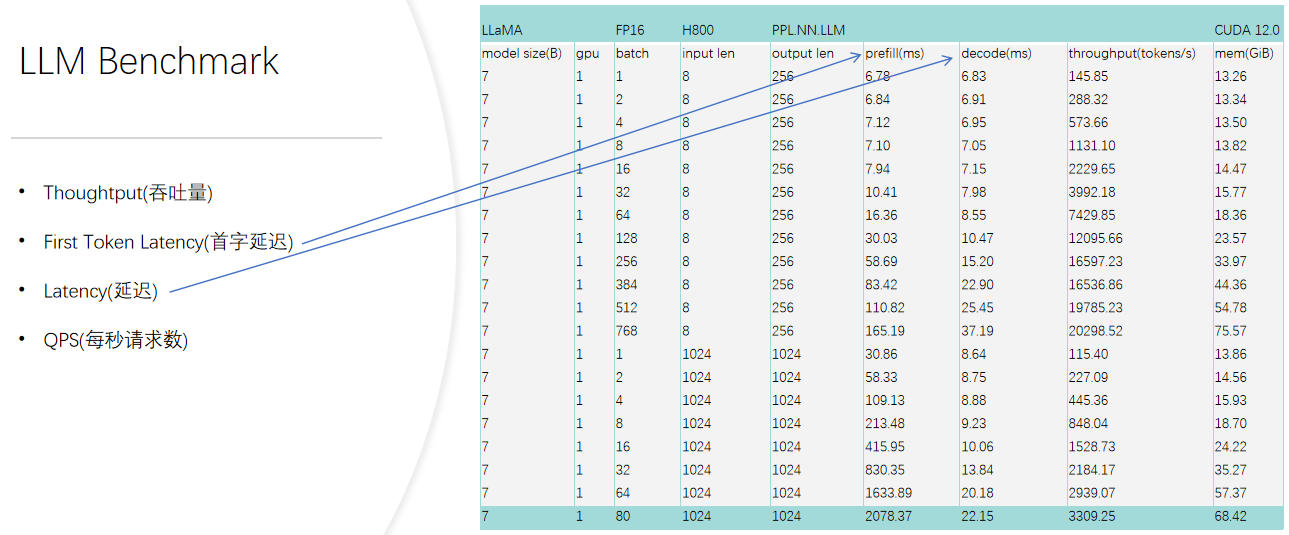 LLM Benchmark
• Thoughtput(吞吐量)
• First Token Latency(首字延迟)
• Latency(延迟)
• QPS(每秒请求数)
LLaMA FP16 H800 PPL.NN.LLM CUDA 12.0
model size(B) gpu batch input len output len prefill(ms) decode(ms) throughput(tokens/s) mem(GiB)
7 1 1 8 256 6.78 6.83 145.85 13.26
7 1 2 8 256 6.84 6.91 288.32 13.34
7 1 4 8 256 7.12 6.95 573.66 13.50
7 1 8 8 256 7.10 7.05 1131.10 13.82
7 1 16 8 256 7.94 7.15 2229.65 14.47
7 1 32 8 256 10.41 7.98 3992.18 15.77
7 1 64 8 256 16.36 8.55 7429.85 18.36
7 1 128 8 256 30.03 10.47 12095.66 23.57
7 1 256 8 256 58.69 15.20 16597.23 33.97
7 1 384 8 256 83.42 22.90 16536.86 44.36
7 1 512 8 256 110.82 25.45 19785.23 54.78
7 1 768 8 256 165.19 37.19 20298.52 75.57
7 1 1 1024 1024 30.86 8.64 115.40 13.86
7 1 2 1024 1024 58.33 8.75 227.09 14.56
7 1 4 1024 1024 109.13 8.88 445.36 15.93
7 1 8 1024 1024 213.48 9.23 848.04 18.70
7 1 16 1024 1024 415.95 10.06 1528.73 24.22
7 1 32 1024 1024 830.35 13.84 2184.17 35.27
7 1 64 1024 1024 1633.89 20.18 2939.07 57.37
7 1 80 1024 1024 2078.37 22.15 3309.25 68.42